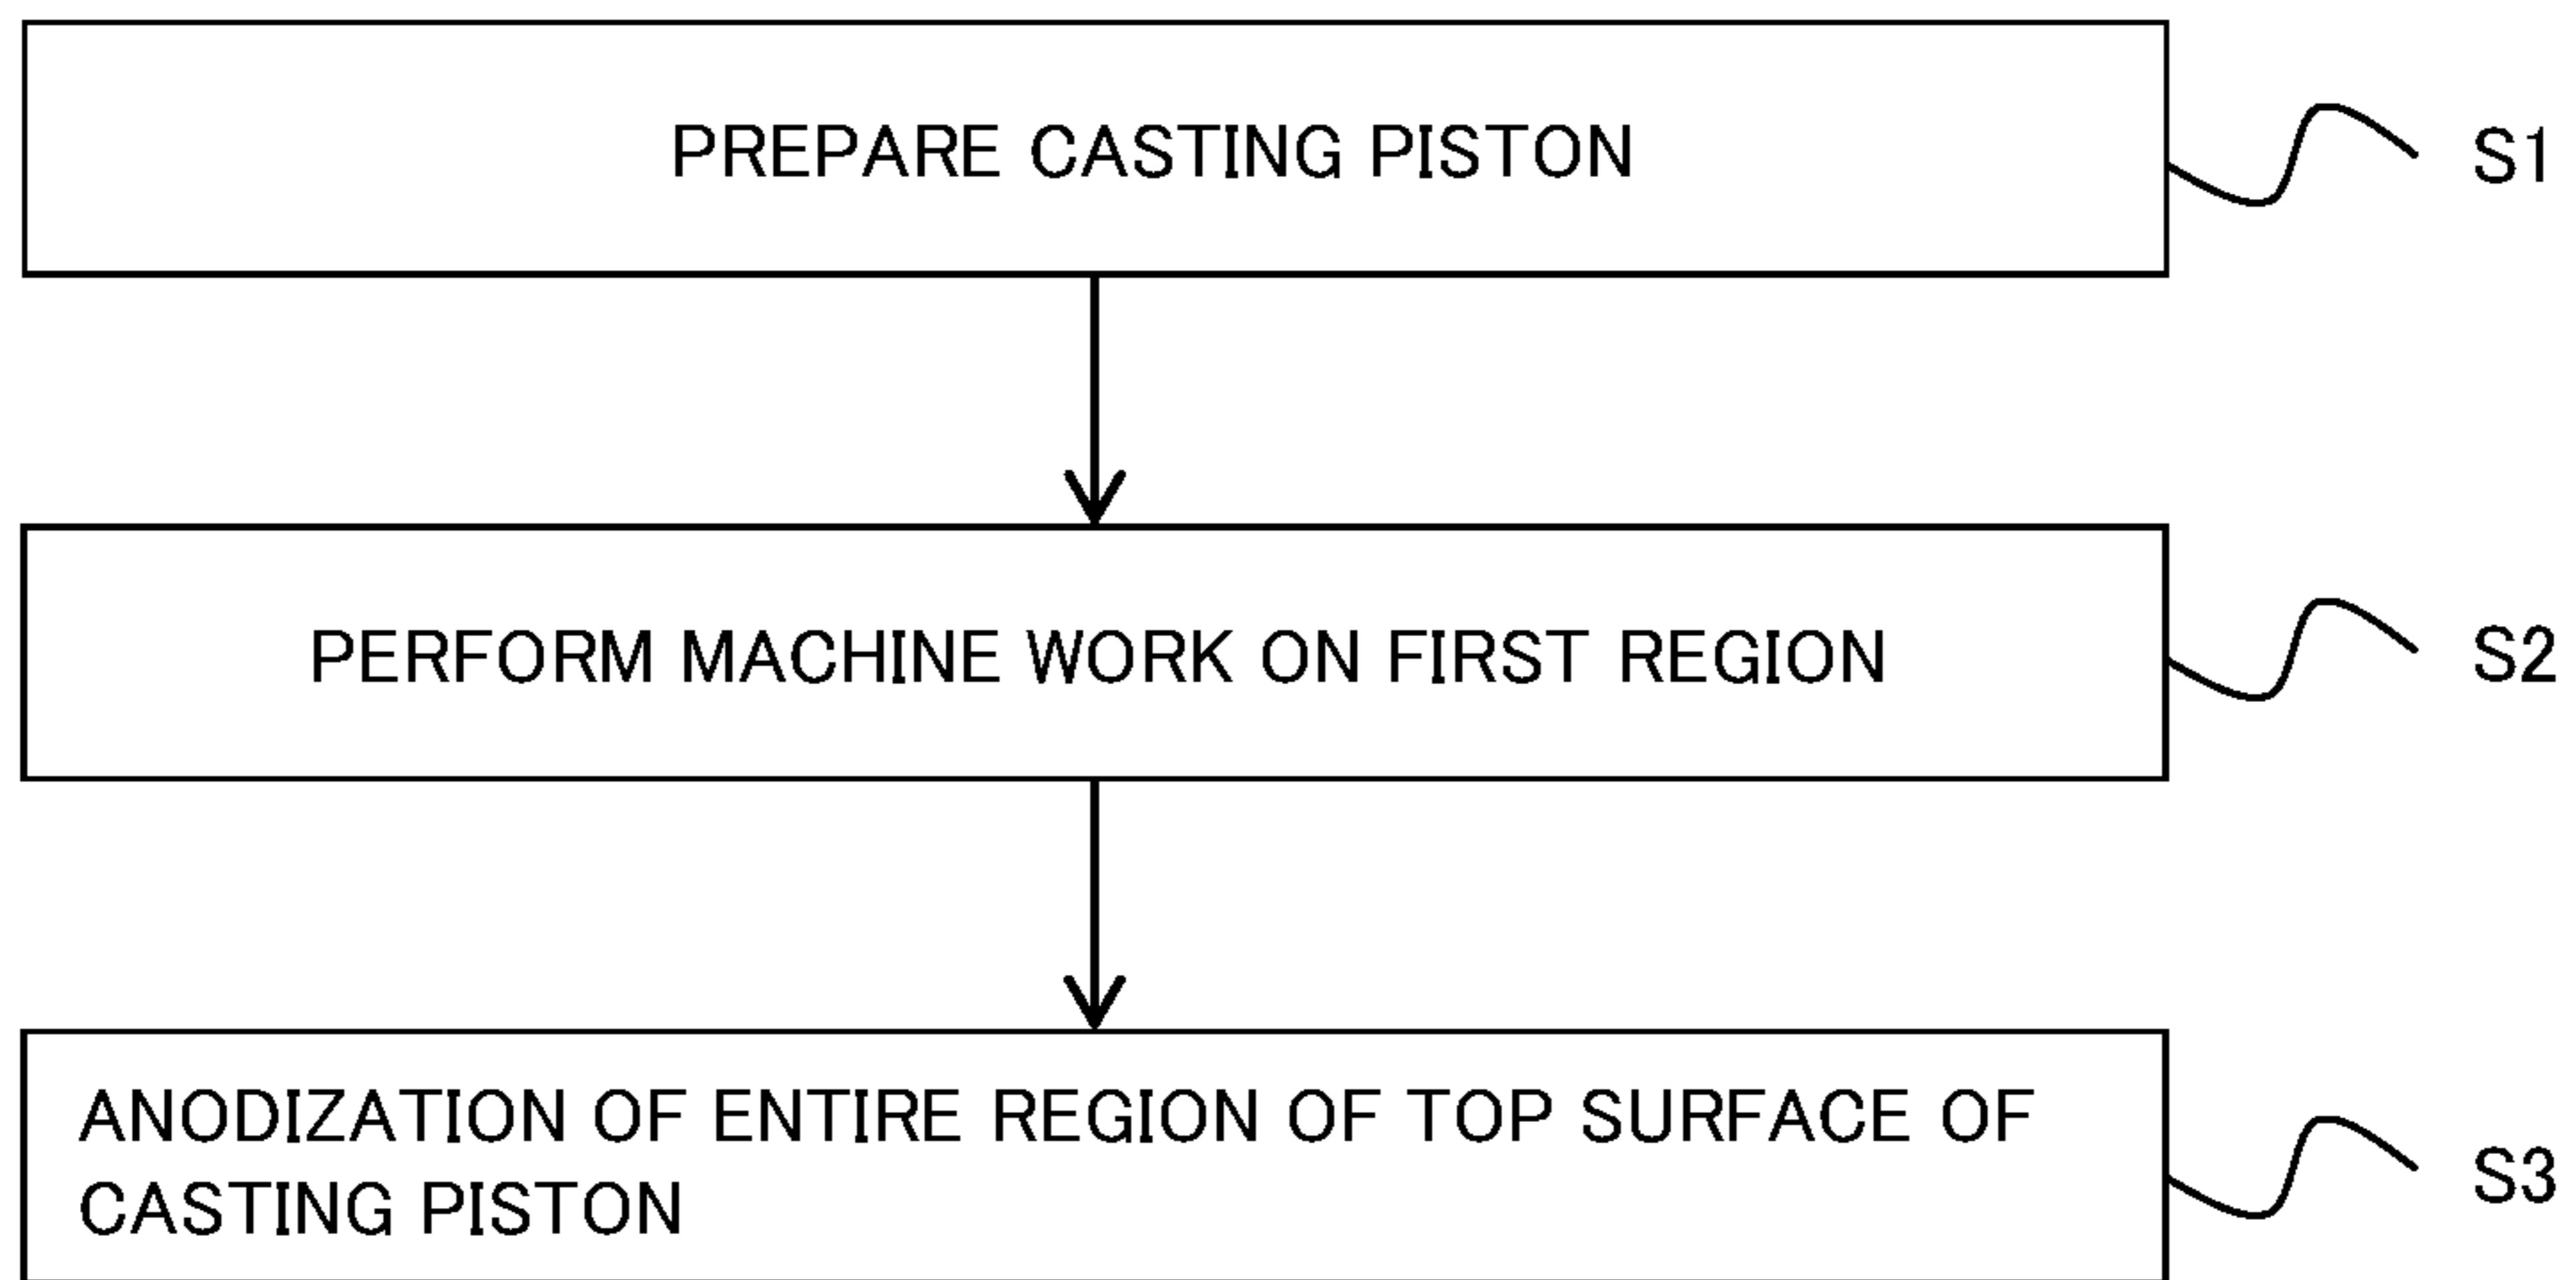 PREPARE CASTING PISTON
S1
PERFORM MACHINE WORK ON FIRST REGION
S2
ANODIZATION OF ENTIRE REGION OF TOP SURFACE OF
CASTING PISTON
S3